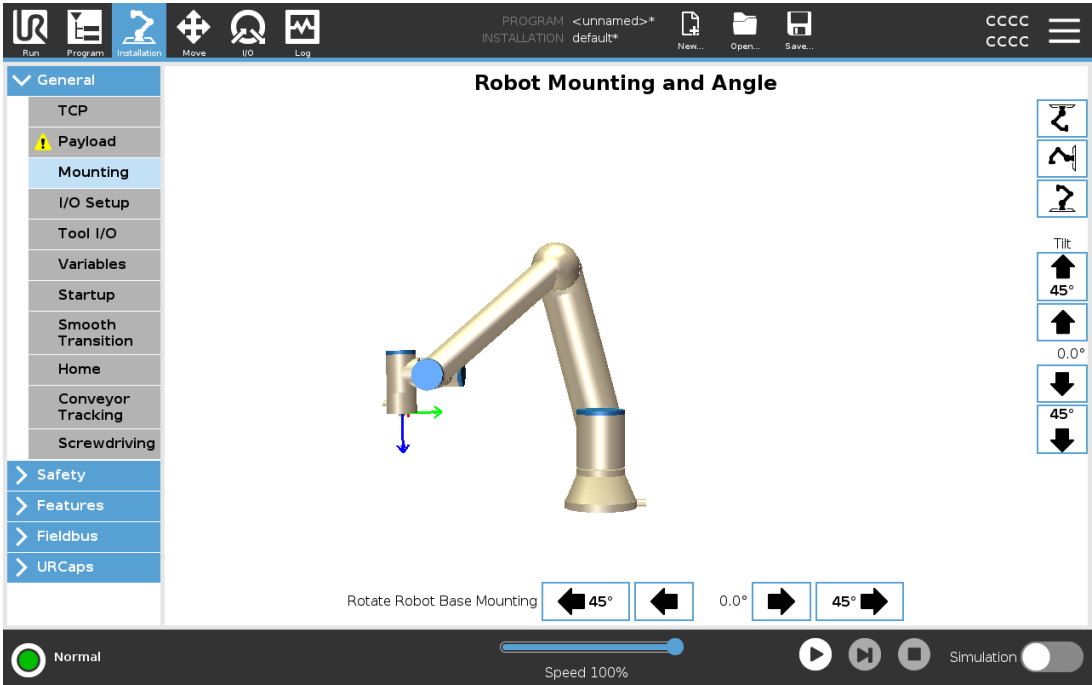 PROGRAM <unnamed>*
INSTALLATION default*
CCCC
CCCC
UR
Run
Program
Installation
Move
I/O
Log
New...
Open...
Save...
General
TCP
Payload
Mounting
I/O Setup
Tool I/O
Variables
Startup
Smooth
Transition
Home
Conveyor
Tracking
Screwdriving
Safety
Features
Fieldbus
URCaps
Robot Mounting and Angle
Tilt
45°
0.0°
45°
Rotate Robot Base Mounting 45° 0.0° 45°
Normal
Speed 100%
Simulation